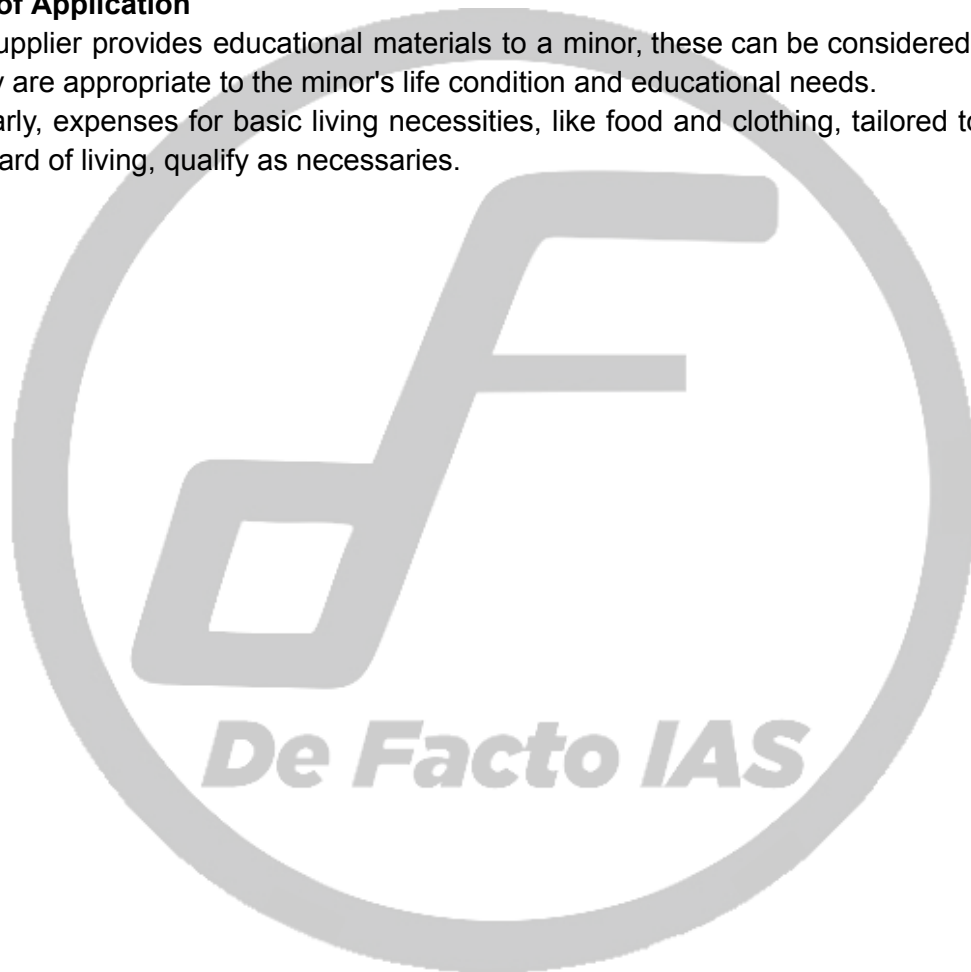 of Application
upplier provides educational materials to a minor, these can be considered
y are appropriate to the minor's life condition and educational needs.
arly, expenses for basic living necessities, like food and clothing, tailored to
ard of living, qualify as necessaries.
dF
De Facto IAS